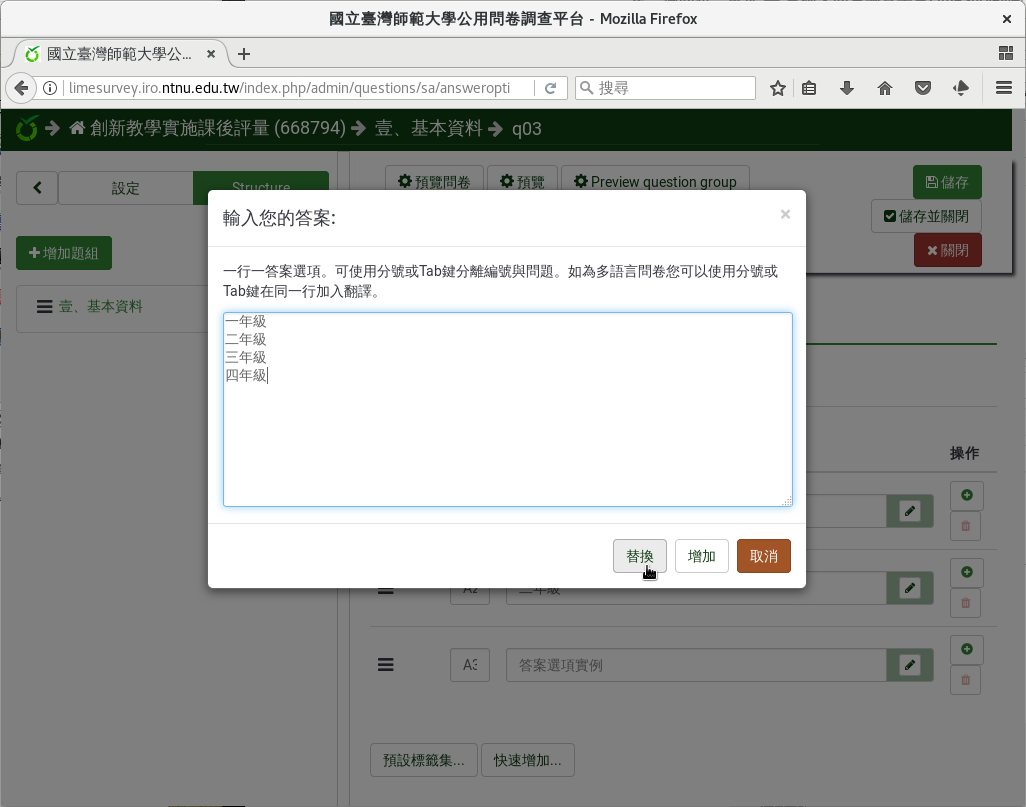 國立臺灣師範大學公用問卷調查平台 - Mozilla Firefox
國立臺灣師範大學公...
limesurvey.iro.ntnu.edu.tw/index.php/admin/questions/sa/answeropti
搜尋
創新教學實施課後評量 (668794) 壹、基本資料 q03
設定
Structure
預覽問卷
預覽
Preview question group
儲存
儲存並關閉
關閉
增加題組
壹、基本資料
輸入您的答案:
×
一行一答案選項。可使用分號或Tab鍵分離編號與問題。如為多語言問卷您可以使用分號或
Tab鍵在同一行加入翻譯。
一年級
二年級
三年級
四年級
替換
增加
取消
操作
A2
二年級
A3
答案選項實例
預設標籤集...
快速增加...